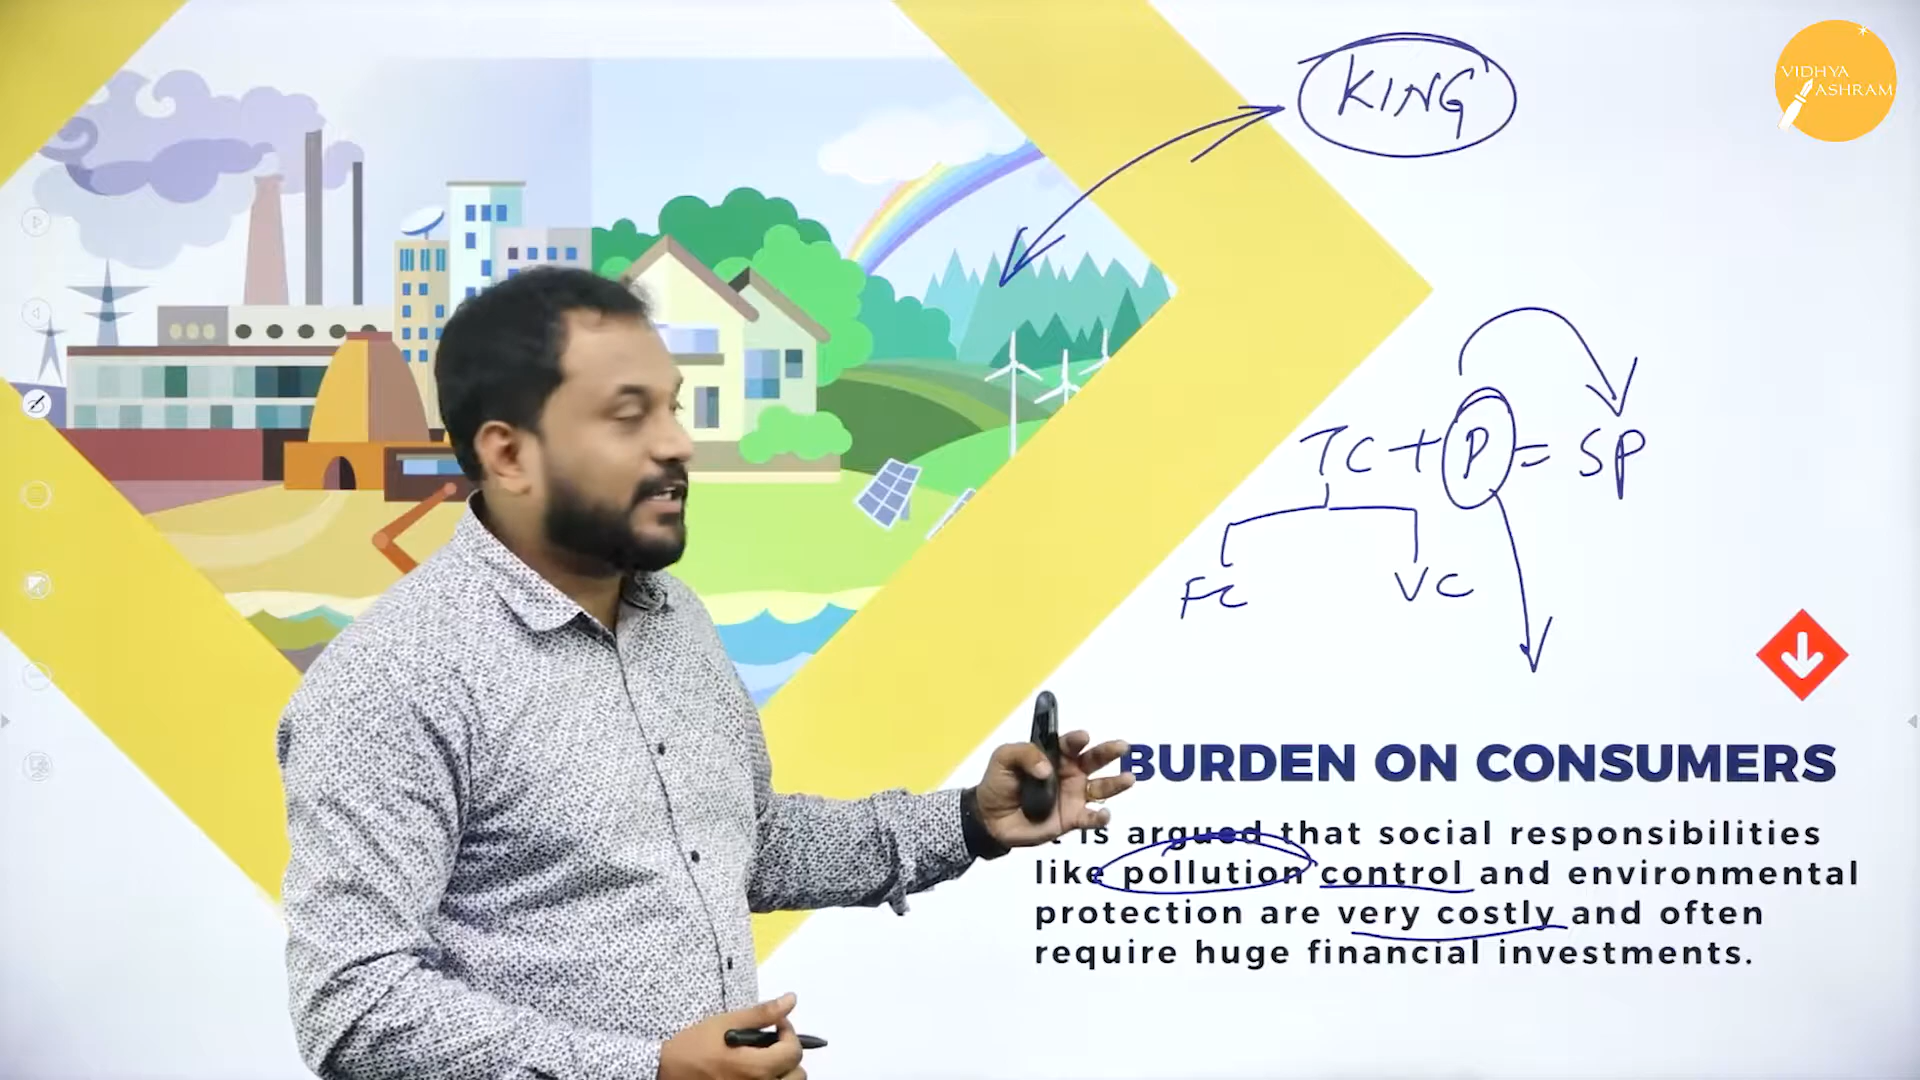 KING
VIDHYA
ASHRAM
TC + P = SP
FC VC
BURDEN ON CONSUMERS
is argued that social responsibilities
like pollution control and environmental
protection are very costly and often
require huge financial investments.